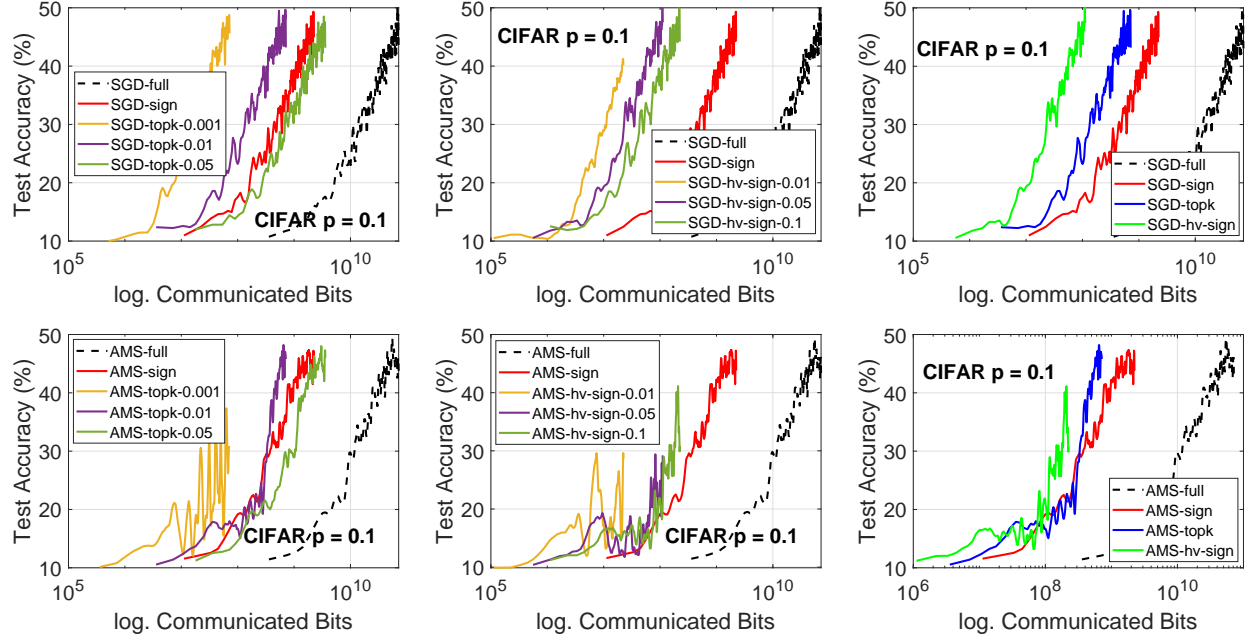 50
40
30
20
10
Test Accuracy (%)
SGD-full
SGD-sign
SGD-topk-0.001
SGD-topk-0.01
SGD-topk-0.05
CIFAR p = 0.1
10^5
10^10
log. Communicated Bits
50
40
30
20
10
Test Accuracy (%)
CIFAR p = 0.1
SGD-full
SGD-sign
SGD-hv-sign-0.01
SGD-hv-sign-0.05
SGD-hv-sign-0.1
10^5
10^10
log. Communicated Bits
50
40
30
20
10
Test Accuracy (%)
CIFAR p = 0.1
SGD-full
SGD-sign
SGD-topk
SGD-hv-sign
10^5
10^10
log. Communicated Bits
50
40
30
20
10
Test Accuracy (%)
AMS-full
AMS-sign
AMS-topk-0.001
AMS-topk-0.01
AMS-topk-0.05
CIFAR p = 0.1
10^5
10^10
log. Communicated Bits
50
40
30
20
10
Test Accuracy (%)
AMS-full
AMS-sign
AMS-hv-sign-0.01
AMS-hv-sign-0.05
AMS-hv-sign-0.1
CIFAR p = 0.1
10^5
10^10
log. Communicated Bits
50
40
30
20
10
Test Accuracy (%)
CIFAR p = 0.1
AMS-full
AMS-sign
AMS-topk
AMS-hv-sign
10^6
10^8
10^10
log. Communicated Bits